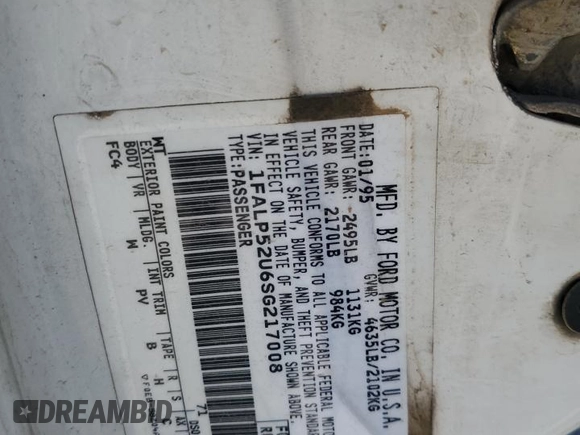 MFD. BY FORD MOTOR CO. IN U.S.A.
DATE: 01/95 GVWR: 4635LB/2102KG
FRONT GAWR: 2495LB 1131KG
REAR GAWR: 2170LB 984KG
THIS VEHICLE CONFORMS TO ALL APPLICABLE FEDERAL MOTO
VEHICLE SAFETY, BUMPER, AND THEFT PREVENTION STANDAR
IN EFFECT ON THE DATE OF MANUFACTURE SHOWN ABOVE.
VIN: 1FALP52U6SG217008
TYPE: PASSENGER
EXTERIOR PAINT COLORS
WT
BODY VR MLDG. INT TRIM TAPE R S AX
FC4 W PV B H
DREAMBID